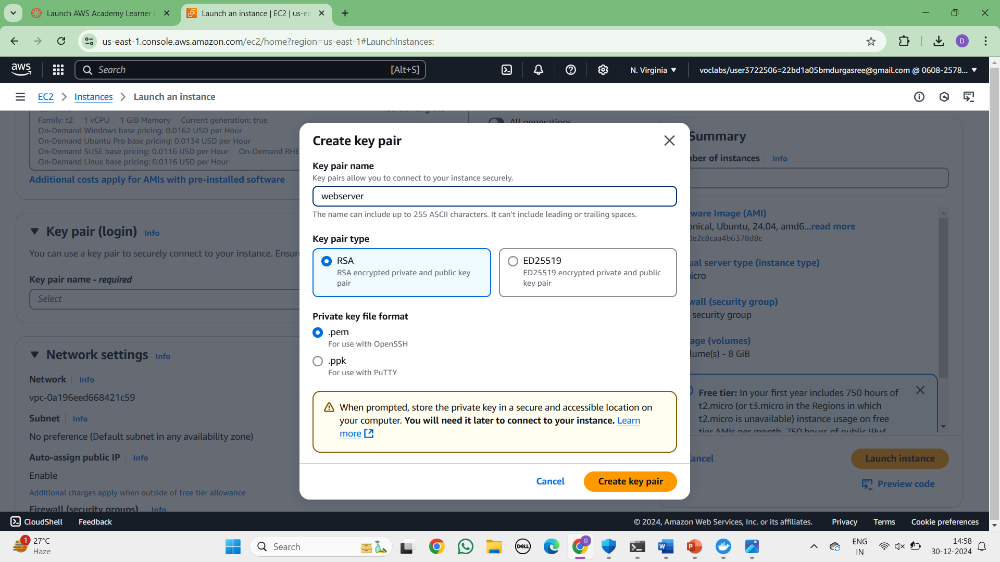 Launch AWS Academy Learner L
Launch an instance | EC2 | us-ea
us-east-1.console.aws.amazon.com/ec2/home?region=us-east-1#LaunchInstances:
D
aws
Search
[Alt+S]
N. Virginia
voclabs/user3722506=22bd1a05bmdurgasree@gmail.com @ 0608-2578...
EC2
Instances
Launch an instance
Family: t2 1 vCPU 1 GiB Memory Current generation: true
On-Demand Windows base pricing: 0.0162 USD per Hour
On-Demand Ubuntu Pro base pricing: 0.0134 USD per Hour
On-Demand SUSE base pricing: 0.0116 USD per Hour On-Demand RHE
On-Demand Linux base pricing: 0.0116 USD per Hour
All generations
Additional costs apply for AMIs with pre-installed software
Key pair (login) Info
You can use a key pair to securely connect to your instance. Ensure
Key pair name - required
Select
Network settings Info
Network Info
vpc-0a196eed668421c59
Subnet Info
No preference (Default subnet in any availability zone)
Auto-assign public IP Info
Enable
Additional charges apply when outside of free tier allowance
Firewall (security groups) Info
Create key pair
Key pair name
Key pairs allow you to connect to your instance securely.
webserver
The name can include up to 255 ASCII characters. It can't include leading or trailing spaces.
Key pair type
RSA
RSA encrypted private and public key
pair
ED25519
ED25519 encrypted private and public
key pair
Private key file format
.pem
For use with OpenSSH
.ppk
For use with PuTTY
When prompted, store the private key in a secure and accessible location on
your computer. You will need it later to connect to your instance. Learn
more
Cancel
Create key pair
Summary
ber of instances Info
ware Image (AMI)
onical, Ubuntu, 24.04, amd6...read more
0e2c8caa4b6378d8c
ual server type (instance type)
icro
wall (security group)
security group
age (volumes)
lume(s) - 8 GiB
Free tier: In your first year includes 750 hours of
t2.micro (or t3.micro in the Regions in which
t2.micro is unavailable) instance usage on free
tier AMIs per month, 750 hours of public IPv4
ancel
Launch instance
Preview code
CloudShell
Feedback
© 2024, Amazon Web Services, Inc. or its affiliates.
Privacy
Terms
Cookie preferences
1
27°C
Haze
Search
DELL
D
W
P
ENG
IN
14:58
30-12-2024